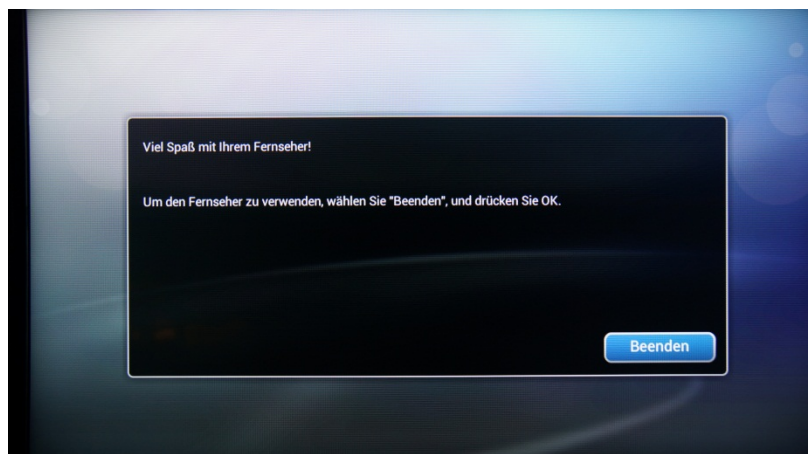 Viel Spaß mit Ihrem Fernseher!
Um den Fernseher zu verwenden, wählen Sie "Beenden", und drücken Sie OK.
Beenden